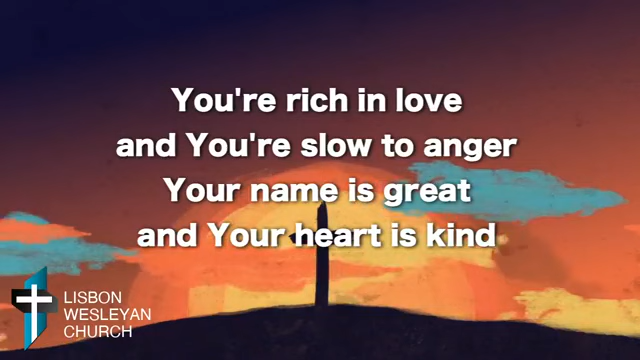 You're rich in love
and You're slow to anger
Your name is great
and Your heart is kind
LISBON
WESLEYAN
CHURCH